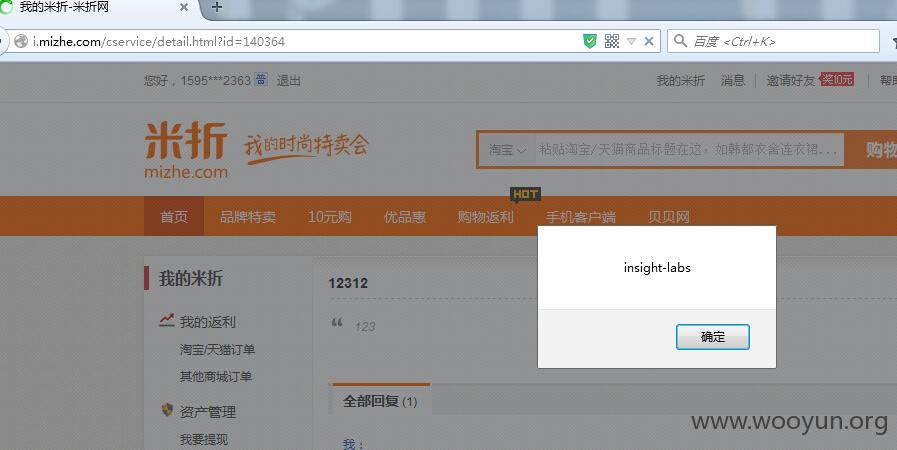 我的米折-米折网
i.mizhe.com/cservice/detail.html?id=140364
百度 <Ctrl+K>
您好，1595***2363 普 退出
我的米折 消息 邀请好友 奖10元 帮
米折 我的时尚特卖会
mizhe.com
淘宝 粘贴淘宝/天猫商品标题在这，如韩都衣舍连衣裙... 购物
HOT
首页 品牌特卖 10元购 优品惠 购物返利 手机客户端 贝贝网
insight-labs
确定
我的米折
我的返利
淘宝/天猫订单
其他商城订单
资产管理
我要提现
12312
“ 123
全部回复 (1)
我：
www.wooyun.org